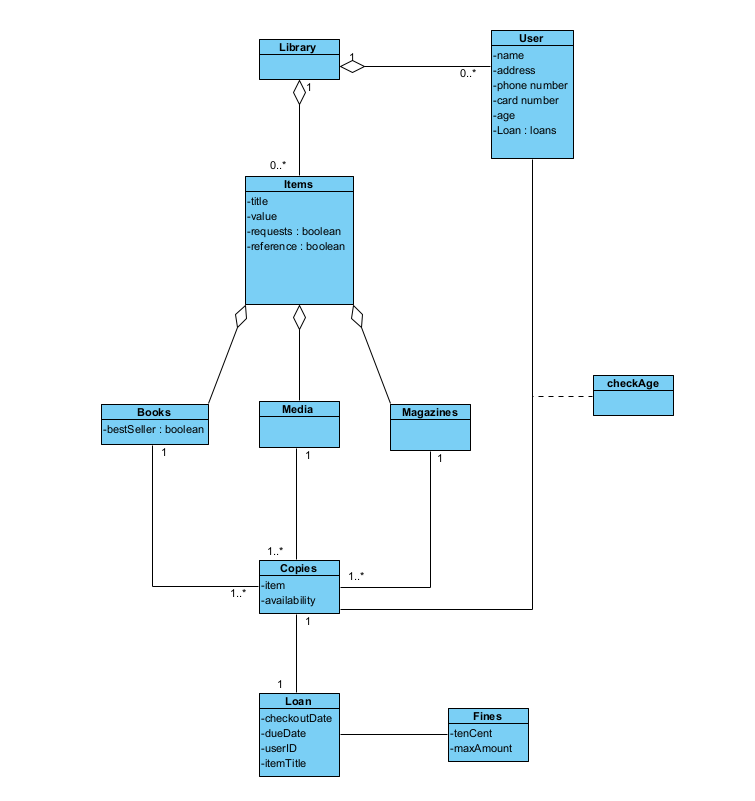 Library
1
0..*
1
0..*
User
-name
-address
-phone number
-card number
-age
-Loan : loans
Items
-title
-value
-requests : boolean
-reference : boolean
checkAge
Books
-bestSeller : boolean
1
Media
1
Magazines
1
1..*
1..*
1..*
Copies
-item
-availability
1
1
Loan
-checkoutDate
-dueDate
-userID
-itemTitle
Fines
-tenCent
-maxAmount